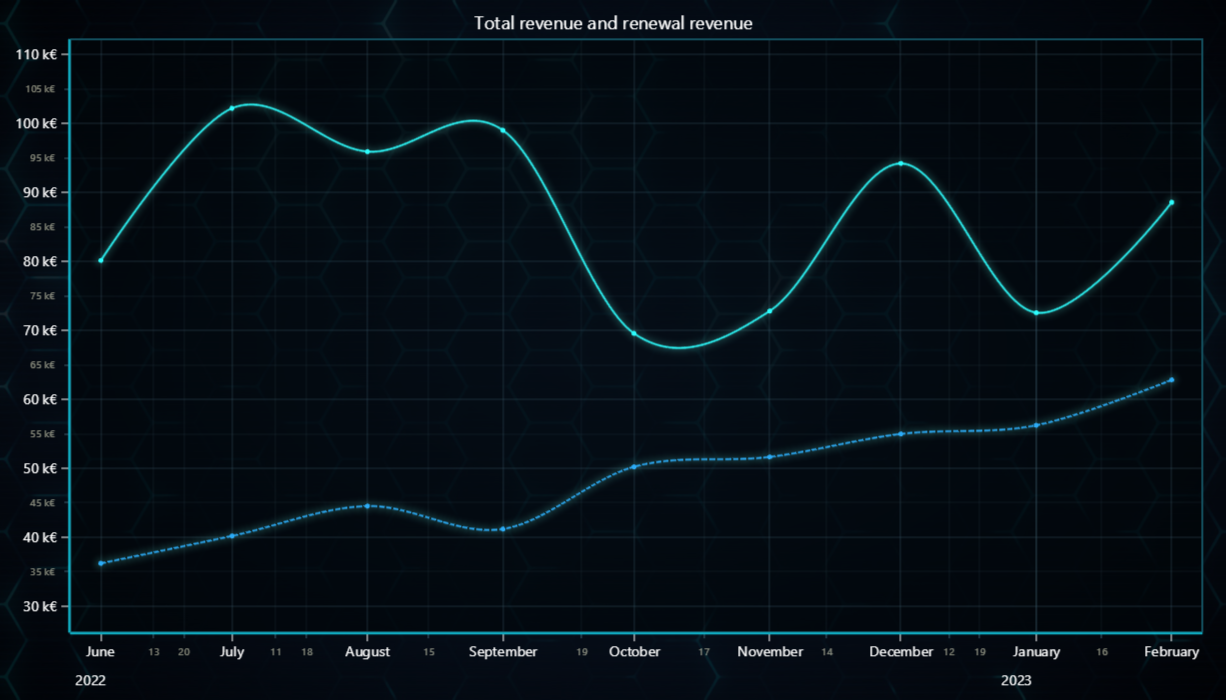 Total revenue and renewal revenue
110 k€
105 k€
100 k€
95 k€
90 k€
85 k€
80 k€
75 k€
70 k€
65 k€
60 k€
55 k€
50 k€
45 k€
40 k€
35 k€
30 k€
June 13 20 July 11 18 August 15 September 19 October 17 November 14 December 12 19 January 16 February
2022 2023